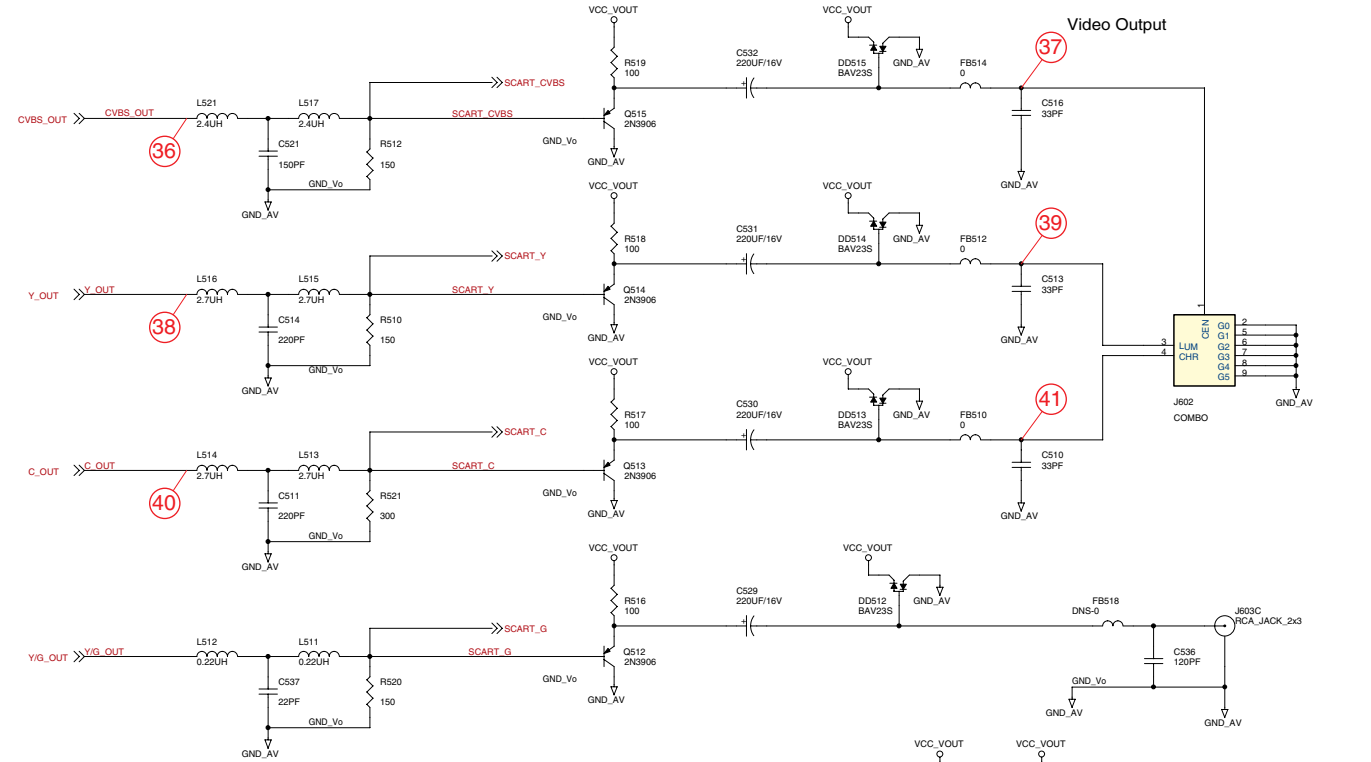 Video Output
VCC_VOUT
VCC_VOUT
R519
100
C532
220UF/16V
DD515
BAV23S
GND_AV
FB514
0
37
SCART_CVBS
CVBS_OUT
CVBS_OUT
L521
2.4UH
L517
2.4UH
SCART_CVBS
Q515
2N3906
C516
33PF
36
C521
150PF
R512
150
GND_Vo
GND_AV
GND_Vo
GND_AV
GND_AV
VCC_VOUT
VCC_VOUT
R518
100
C531
220UF/16V
DD514
BAV23S
GND_AV
FB512
0
39
SCART_Y
Y_OUT
Y_OUT
L516
2.7UH
L515
2.7UH
SCART_Y
Q514
2N3906
C513
33PF
38
C514
220PF
R510
150
GND_Vo
GND_AV
GND_AV
GND_Vo
GND_AV
1
CEN
3
LUM
4
CHR
G0
2
G1
5
G2
6
G3
7
G4
8
G5
9
J602
COMBO
GND_AV
VCC_VOUT
VCC_VOUT
R517
100
C530
220UF/16V
DD513
BAV23S
GND_AV
FB510
0
41
SCART_C
C_OUT
C_OUT
L514
2.7UH
L513
2.7UH
SCART_C
Q513
2N3906
C510
33PF
40
C511
220PF
R521
300
GND_Vo
GND_AV
GND_AV
GND_Vo
GND_AV
VCC_VOUT
VCC_VOUT
R516
100
C529
220UF/16V
DD512
BAV23S
GND_AV
FB518
DNS-0
J603C
RCA_JACK_2x3
SCART_G
Y/G_OUT
Y/G_OUT
L512
0.22UH
L511
0.22UH
SCART_G
Q512
2N3906
C536
120PF
C537
22PF
R520
150
GND_Vo
GND_AV
GND_Vo
GND_AV
GND_AV
GND_Vo
GND_AV
VCC_VOUT
VCC_VOUT